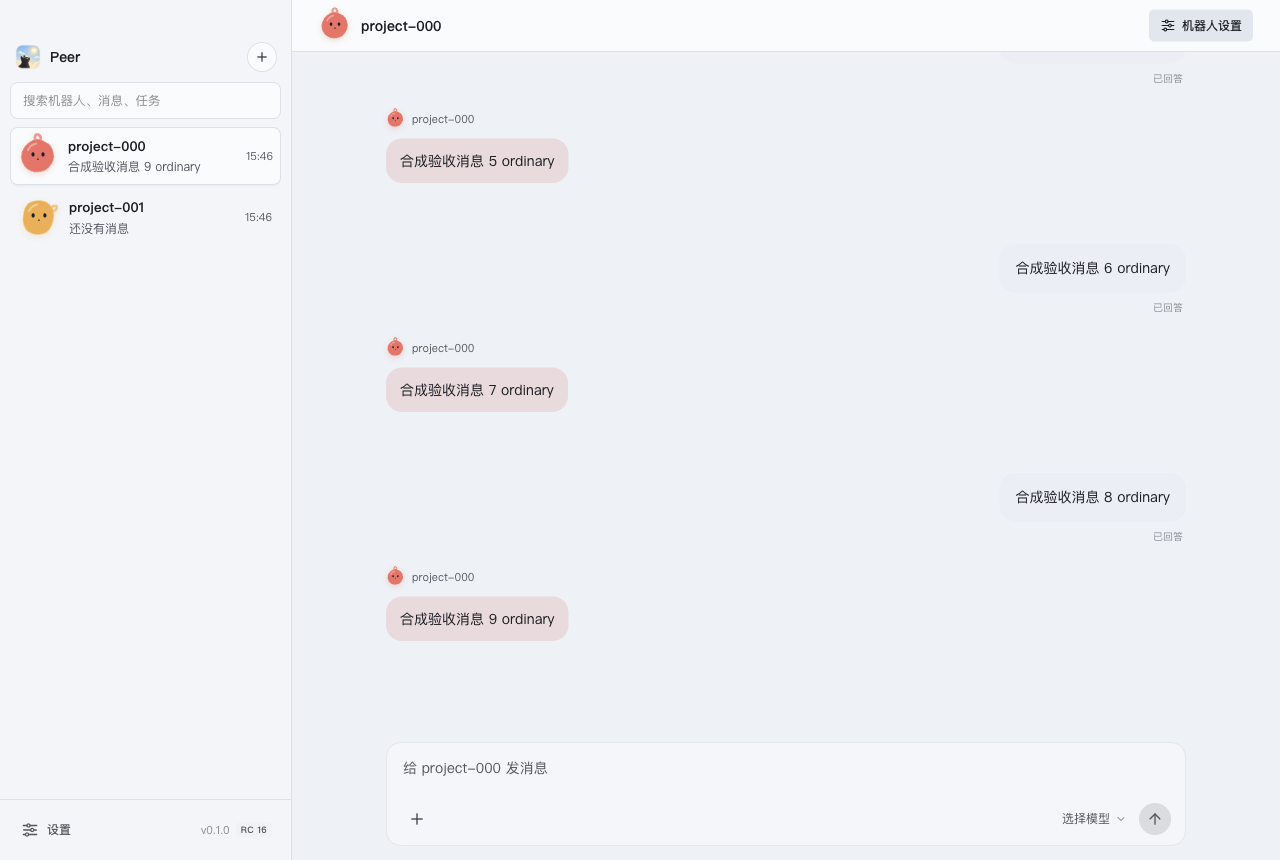 Peer
搜索机器人、消息、任务
project-000
15:46
合成验收消息 9 ordinary
project-001
15:46
还没有消息
设置
v0.1.0 RC 16
project-000
机器人设置
已回答
project-000
合成验收消息 5 ordinary
合成验收消息 6 ordinary
已回答
project-000
合成验收消息 7 ordinary
合成验收消息 8 ordinary
已回答
project-000
合成验收消息 9 ordinary
给 project-000 发消息
选择模型